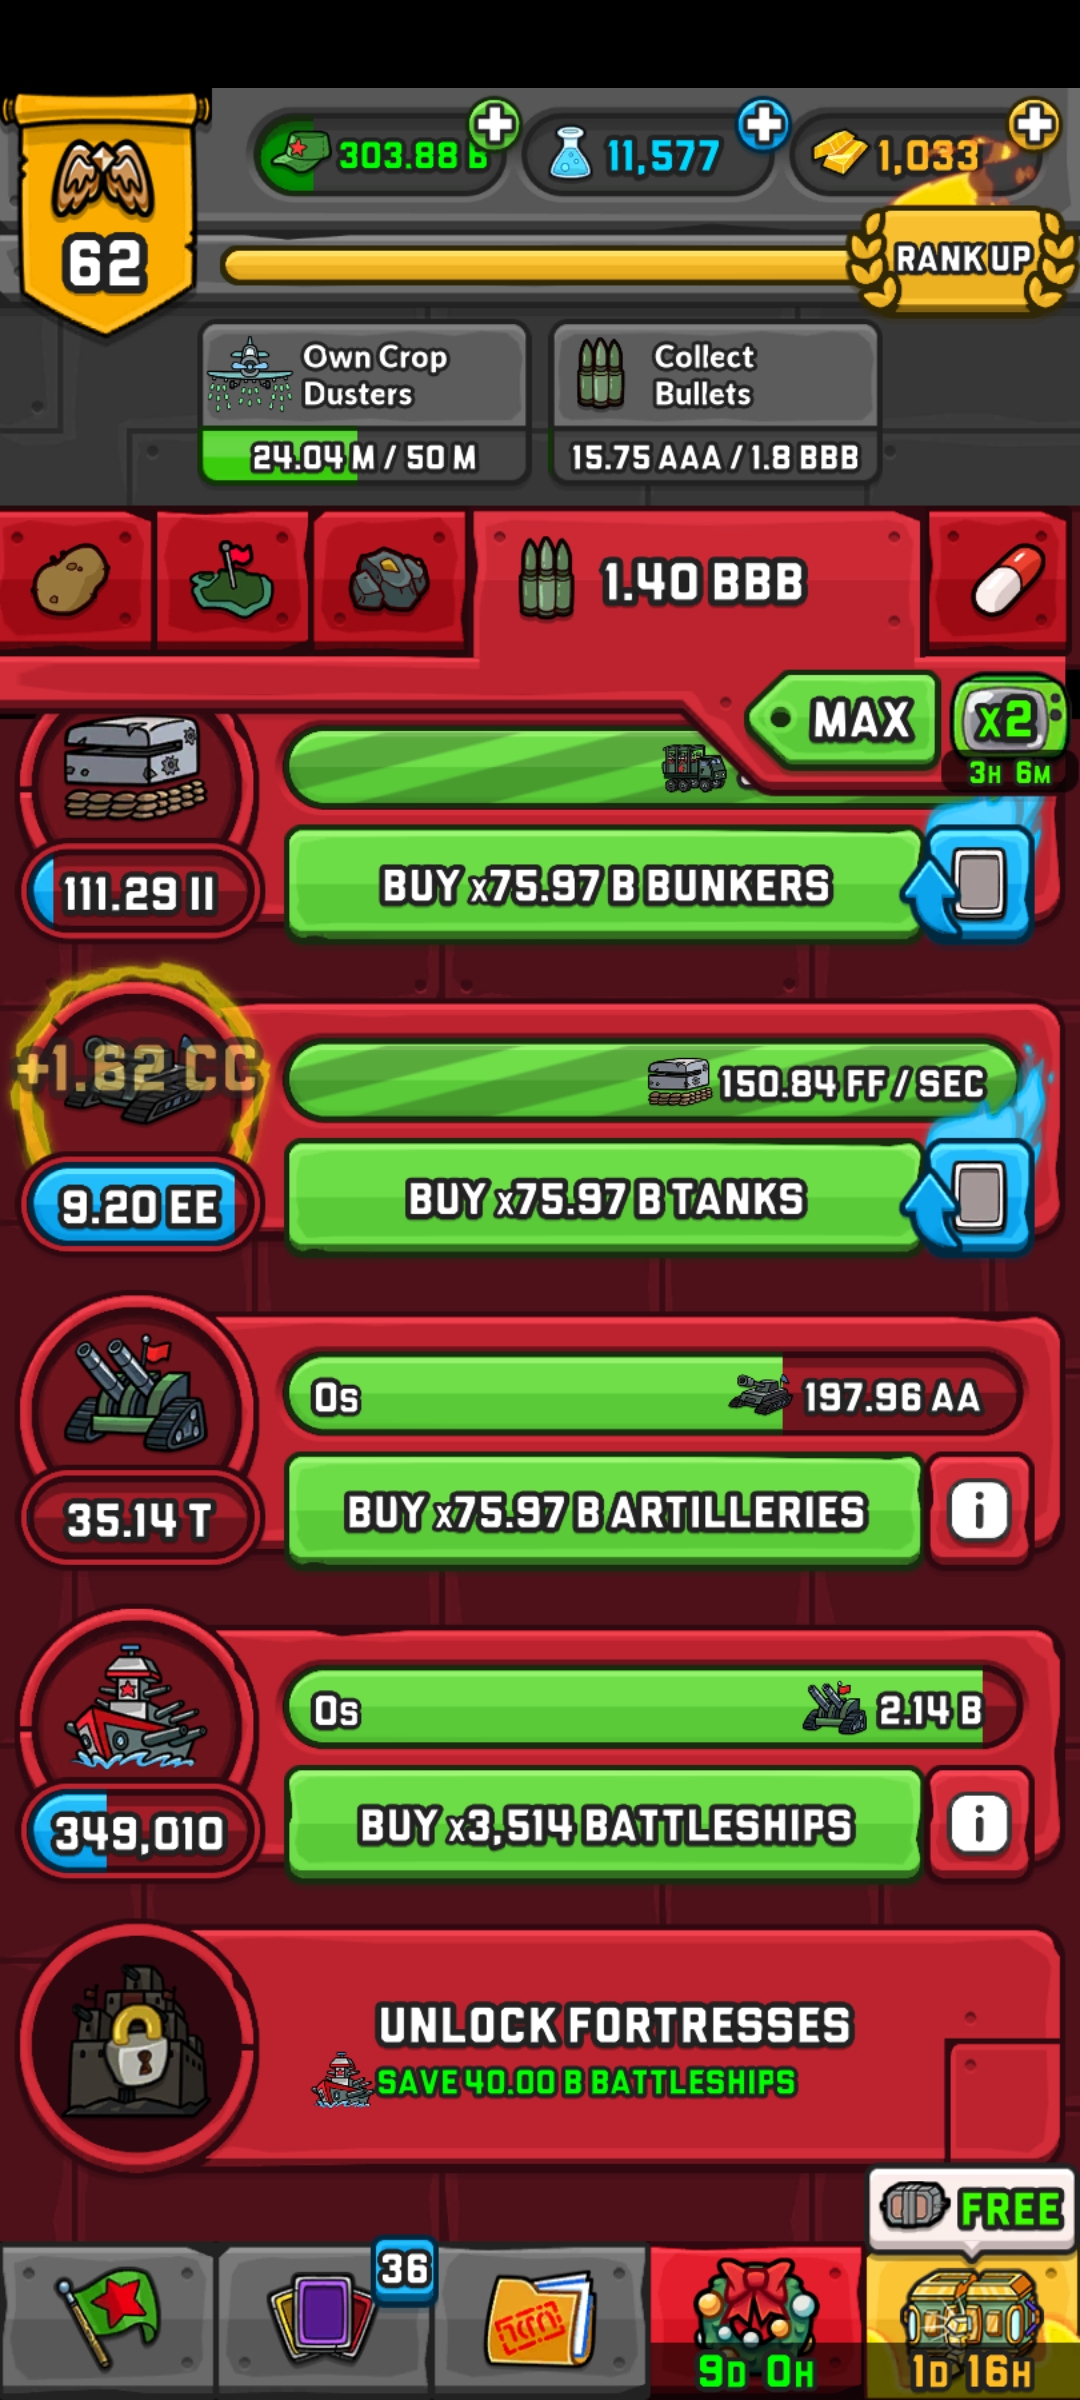 303.88 B
11,577
1,033
62
RANK UP
Own Crop
Dusters
24.04 M / 50 M
Collect
Bullets
15.75 AAA / 1.8 BBB
1.40 BBB
MAX
x2
3H 6M
111.29 II
BUY x75.97 B BUNKERS
+1.62 CC
150.84 FF / SEC
9.20 EE
BUY x75.97 B TANKS
0s
197.96 AA
35.14 T
BUY x75.97 B ARTILLERIES
i
0s
2.14 B
349,010
BUY x3,514 BATTLESHIPS
i
UNLOCK FORTRESSES
SAVE 40.00 B BATTLESHIPS
FREE
36
9D 0H
1D 16H